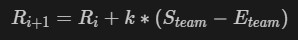 R_{i+1} = R_i + k * (S_{team} − E_{team})